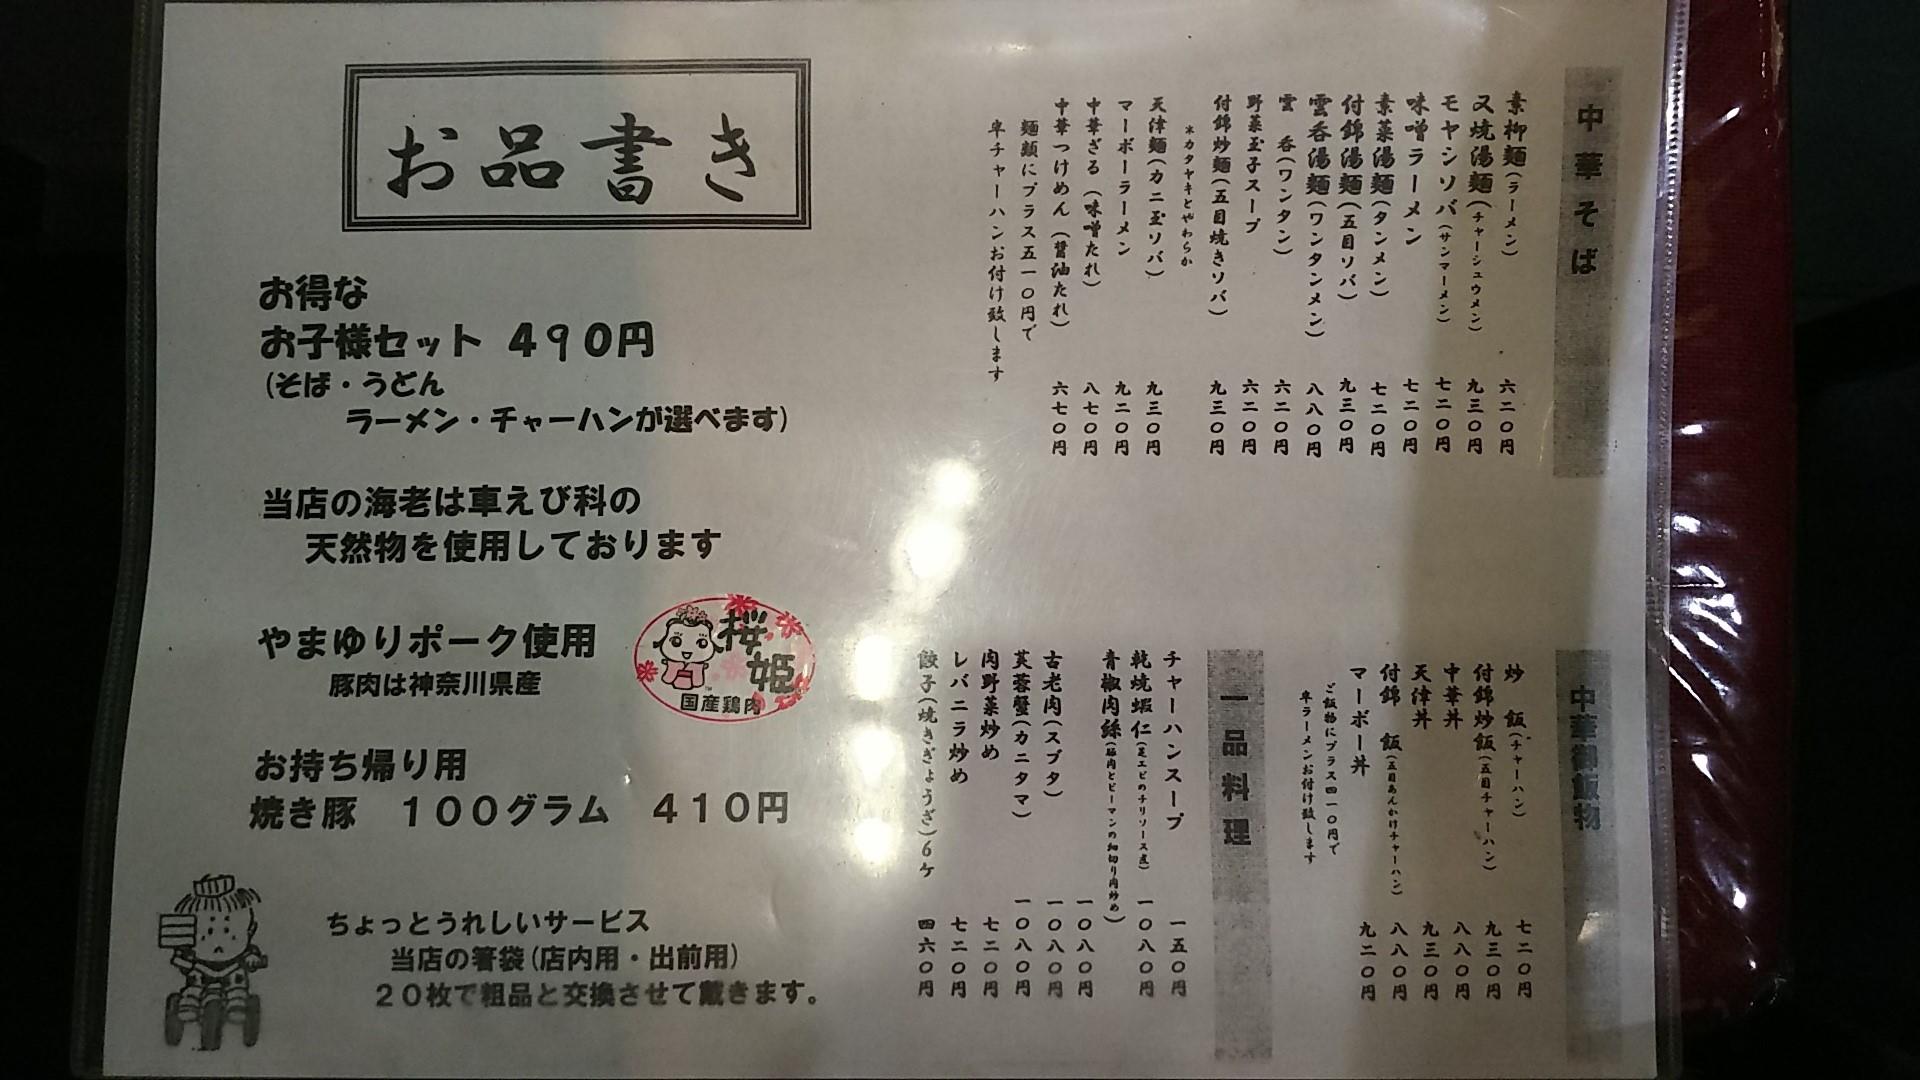 お品書き
お得な
お子様セット 490円
(そば・うどん
ラーメン・チャーハンが選べます)
当店の海老は車えび科の
天然物を使用しております
やまゆりポーク使用
豚肉は神奈川県産
桜姫
国産鶏肉
お持ち帰り用
焼き豚 100グラム 410円
ちょっとうれしいサービス
当店の箸袋(店内用・出前用)
20枚で粗品と交換させて戴きます。
中華そば
素柳麺(ラーメン) 六二〇円
叉焼湯麺(チャーシュウメン) 九三〇円
モヤシソバ(サンマーメン) 七二〇円
味噌ラーメン 七二〇円
素菜湯麺(タンメン) 七二〇円
什錦湯麺(五目ソバ) 九三〇円
雲呑湯麺(ワンタンメン) 八八〇円
雲呑(ワンタン) 六二〇円
野菜玉子スープ 六二〇円
什錦炒麺(五目焼きソバ) 九三〇円
*カタヤキとやわらか
天津麺(カニ玉ソバ) 九三〇円
マーボーラーメン 九二〇円
中華ざる(味噌たれ) 八七〇円
中華つけめん(醤油たれ) 六七〇円
麺類にプラス五一〇円で
半チャーハンお付け致します
中華御飯物
炒飯(チャーハン) 七二〇円
付錦炒飯(五目チャーハン) 九三〇円
中華丼 八八〇円
天津丼 九三〇円
付錦飯(五目あんかけチャーハン) 八八〇円
マーボー丼 九二〇円
ご飯物にプラス四一〇円で
半ラーメンお付け致します
一品料理
チャーハンスープ 一五〇円
乾焼蝦仁(芝エビのチリソース煮) 一〇八〇円
青椒肉絲(豚肉とピーマンの細切り肉炒め) 一〇八〇円
古老肉(スブタ) 一〇八〇円
芙蓉蟹(カニタマ) 一〇八〇円
肉野菜炒め 七二〇円
レバニラ炒め 七二〇円
餃子(焼きぎょうざ)6ケ 四六〇円